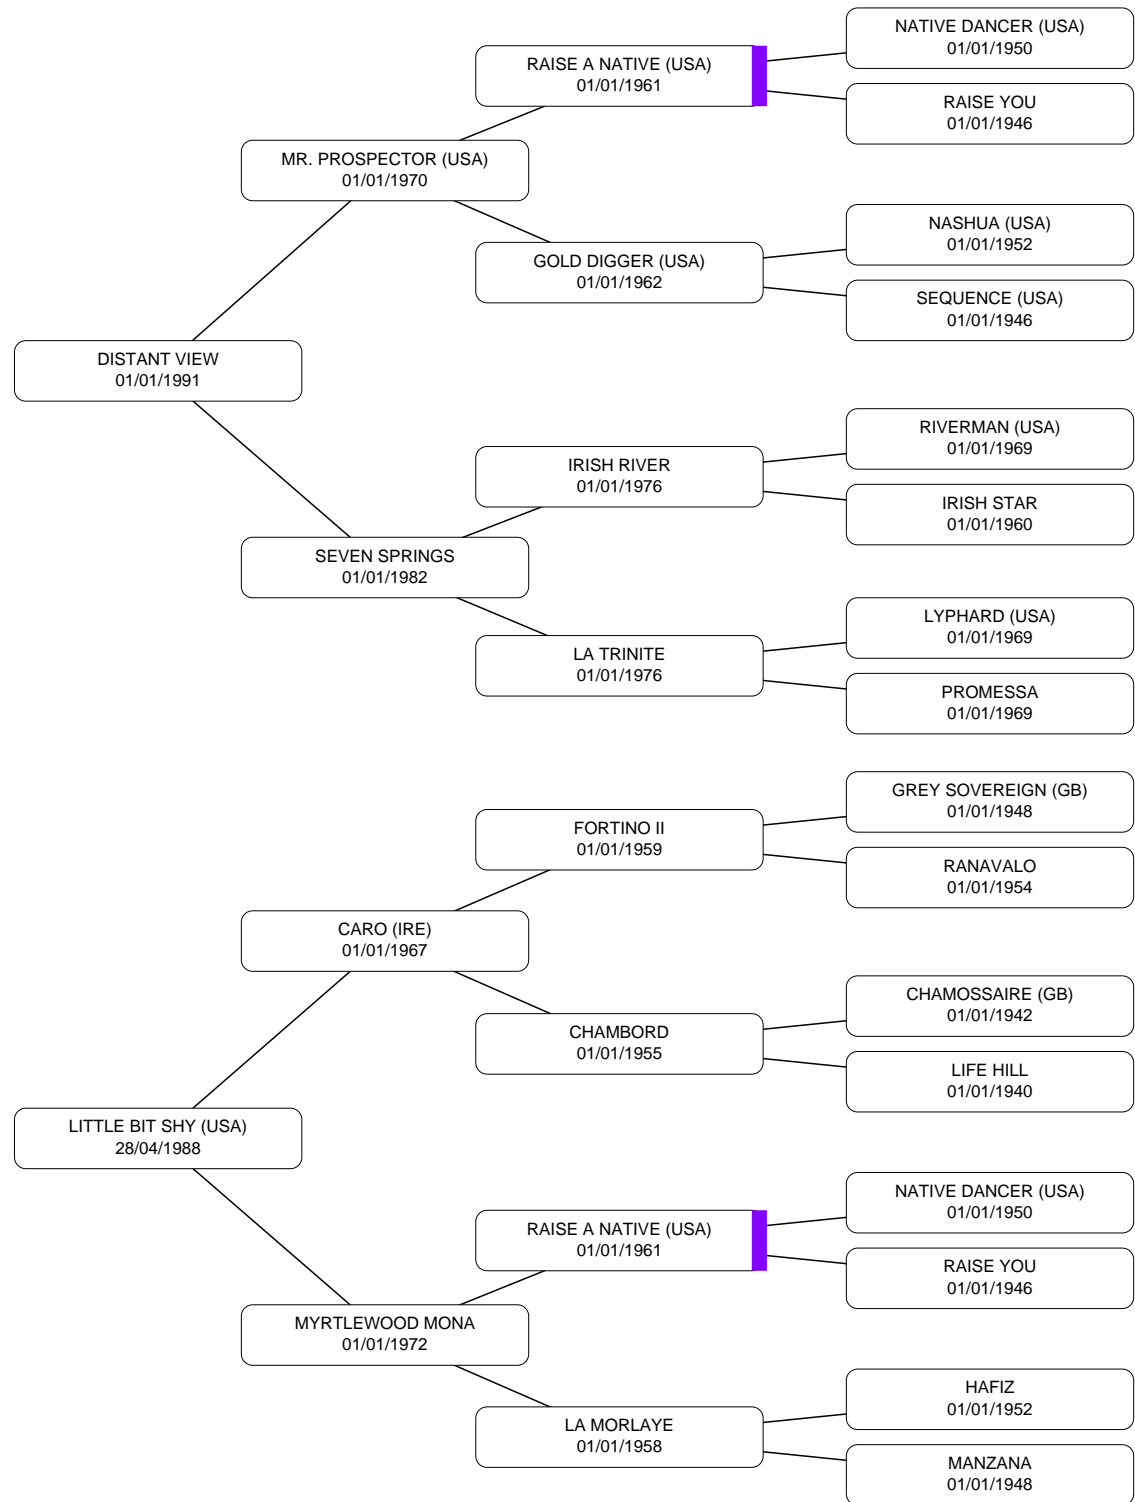 NATIVE DANCER (USA)
01/01/1950
RAISE A NATIVE (USA)
01/01/1961
RAISE YOU
01/01/1946
MR. PROSPECTOR (USA)
01/01/1970
NASHUA (USA)
01/01/1952
GOLD DIGGER (USA)
01/01/1962
SEQUENCE (USA)
01/01/1946
DISTANT VIEW
01/01/1991
RIVERMAN (USA)
01/01/1969
IRISH RIVER
01/01/1976
IRISH STAR
01/01/1960
SEVEN SPRINGS
01/01/1982
LYPHARD (USA)
01/01/1969
LA TRINITE
01/01/1976
PROMESSA
01/01/1969
GREY SOVEREIGN (GB)
01/01/1948
FORTINO II
01/01/1959
RANAVALO
01/01/1954
CARO (IRE)
01/01/1967
CHAMOSSAIRE (GB)
01/01/1942
CHAMBORD
01/01/1955
LIFE HILL
01/01/1940
LITTLE BIT SHY (USA)
28/04/1988
NATIVE DANCER (USA)
01/01/1950
RAISE A NATIVE (USA)
01/01/1961
RAISE YOU
01/01/1946
MYRTLEWOOD MONA
01/01/1972
HAFIZ
01/01/1952
LA MORLAYE
01/01/1958
MANZANA
01/01/1948